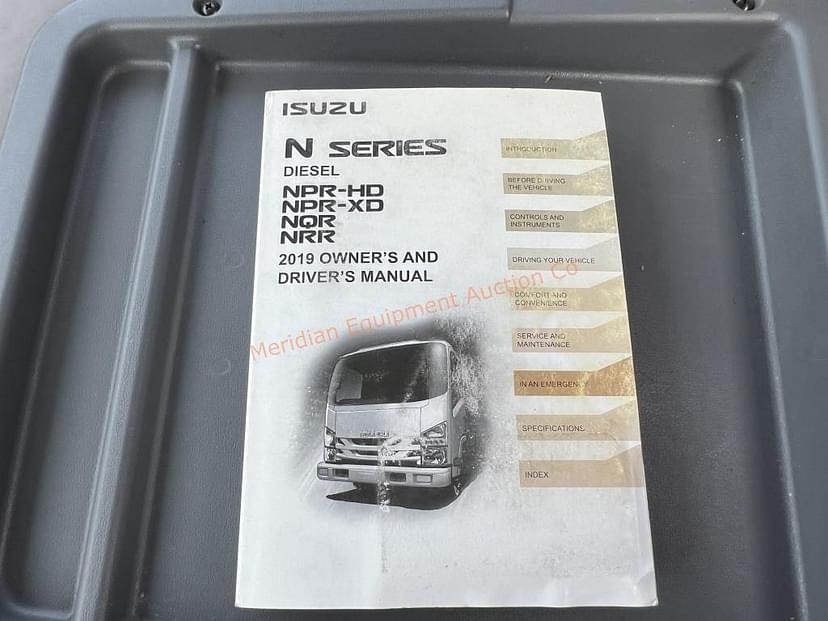 ISUZU
N SERIES
DIESEL
NPR-HD
NPR-XD
NQR
NRR
2019 OWNER'S AND
DRIVER'S MANUAL
INTRODUCTION
BEFORE DRIVING
THE VEHICLE
CONTROLS AND
INSTRUMENTS
DRIVING YOUR VEHICLE
COMFORT AND
CONVENIENCE
SERVICE AND
MAINTENANCE
IN AN EMERGENCY
SPECIFICATIONS
INDEX
Meridian Equipment Auction Co
ISUZU